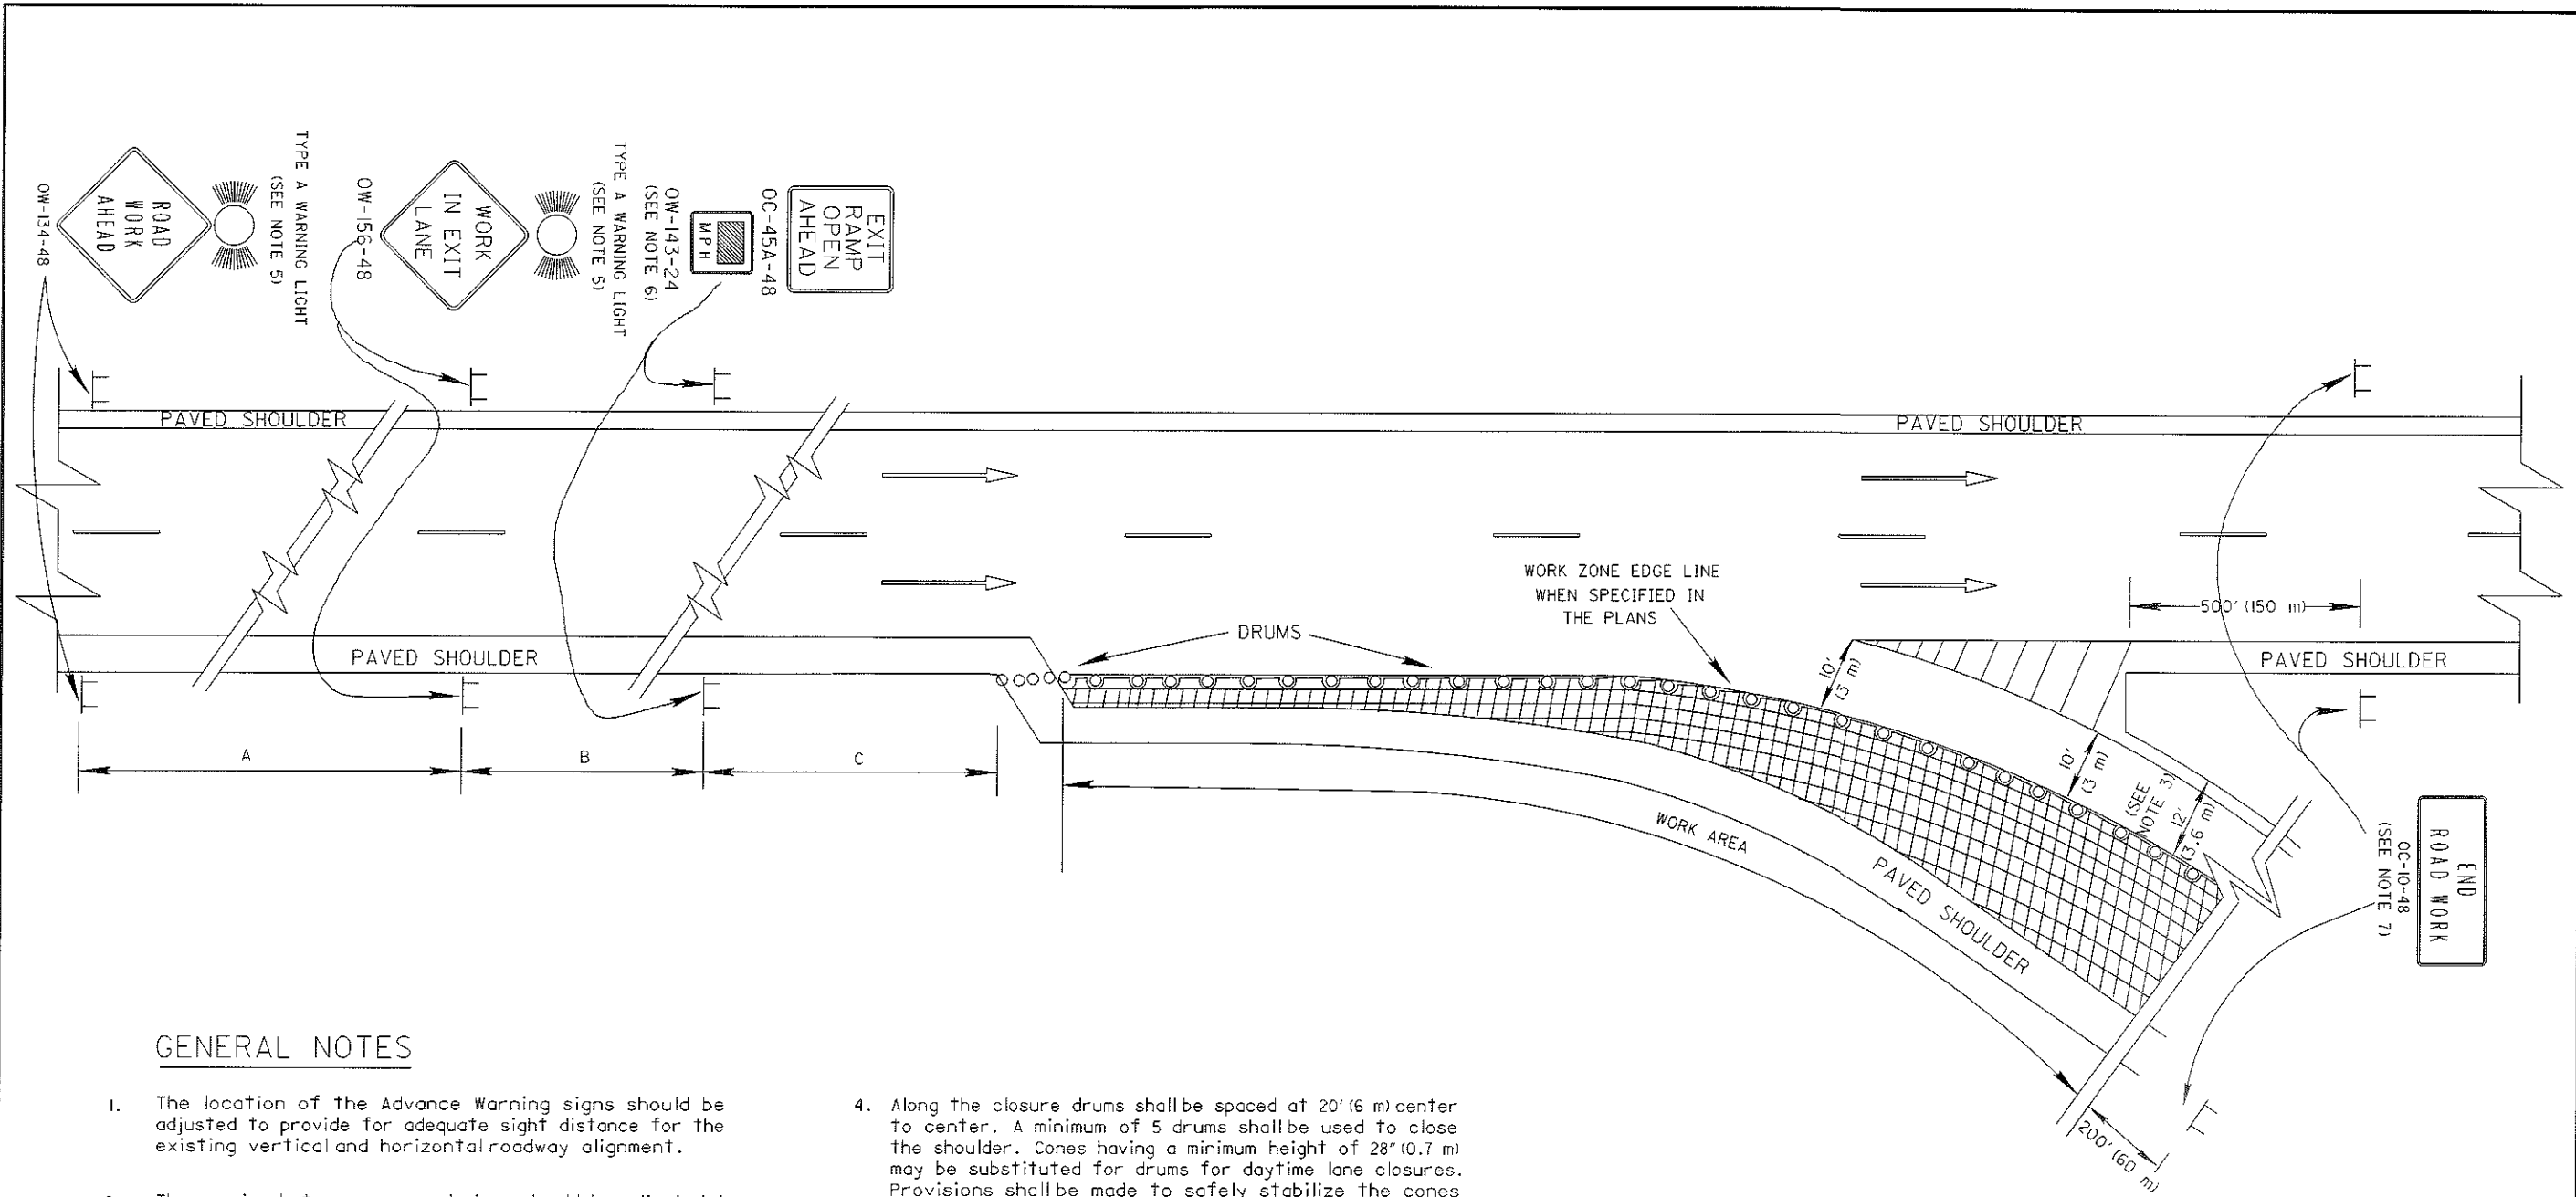 ROAD
WORK
AHEAD
OW-134-48
TYPE A WARNING LIGHT
(SEE NOTE 5)
WORK
IN EXIT
LANE
OW-156-48
TYPE A WARNING LIGHT
(SEE NOTE 5)
MPH
OW-143-24
(SEE NOTE 6)
EXIT
RAMP
OPEN
AHEAD
OC-45A-48
PAVED SHOULDER
PAVED SHOULDER
WORK ZONE EDGE LINE
WHEN SPECIFIED IN
THE PLANS
500' (150 m)
DRUMS
PAVED SHOULDER
PAVED SHOULDER
10'
(3 m)
10'
(3 m)
(SEE
NOTE 3)
12'
(3.6 m)
A
B
C
WORK AREA
PAVED SHOULDER
END
ROAD WORK
OC-10-48
(SEE NOTE 7)
200' (60
m)
GENERAL NOTES
1. The location of the Advance Warning signs should be
adjusted to provide for adequate sight distance for the
existing vertical and horizontal roadway alignment.
4. Along the closure drums shall be spaced at 20' (6 m) center
to center. A minimum of 5 drums shall be used to close
the shoulder. Cones having a minimum height of 28" (0.7 m)
may be substituted for drums for daytime lane closures.
Provisions shall be made to safely stabilize the cones